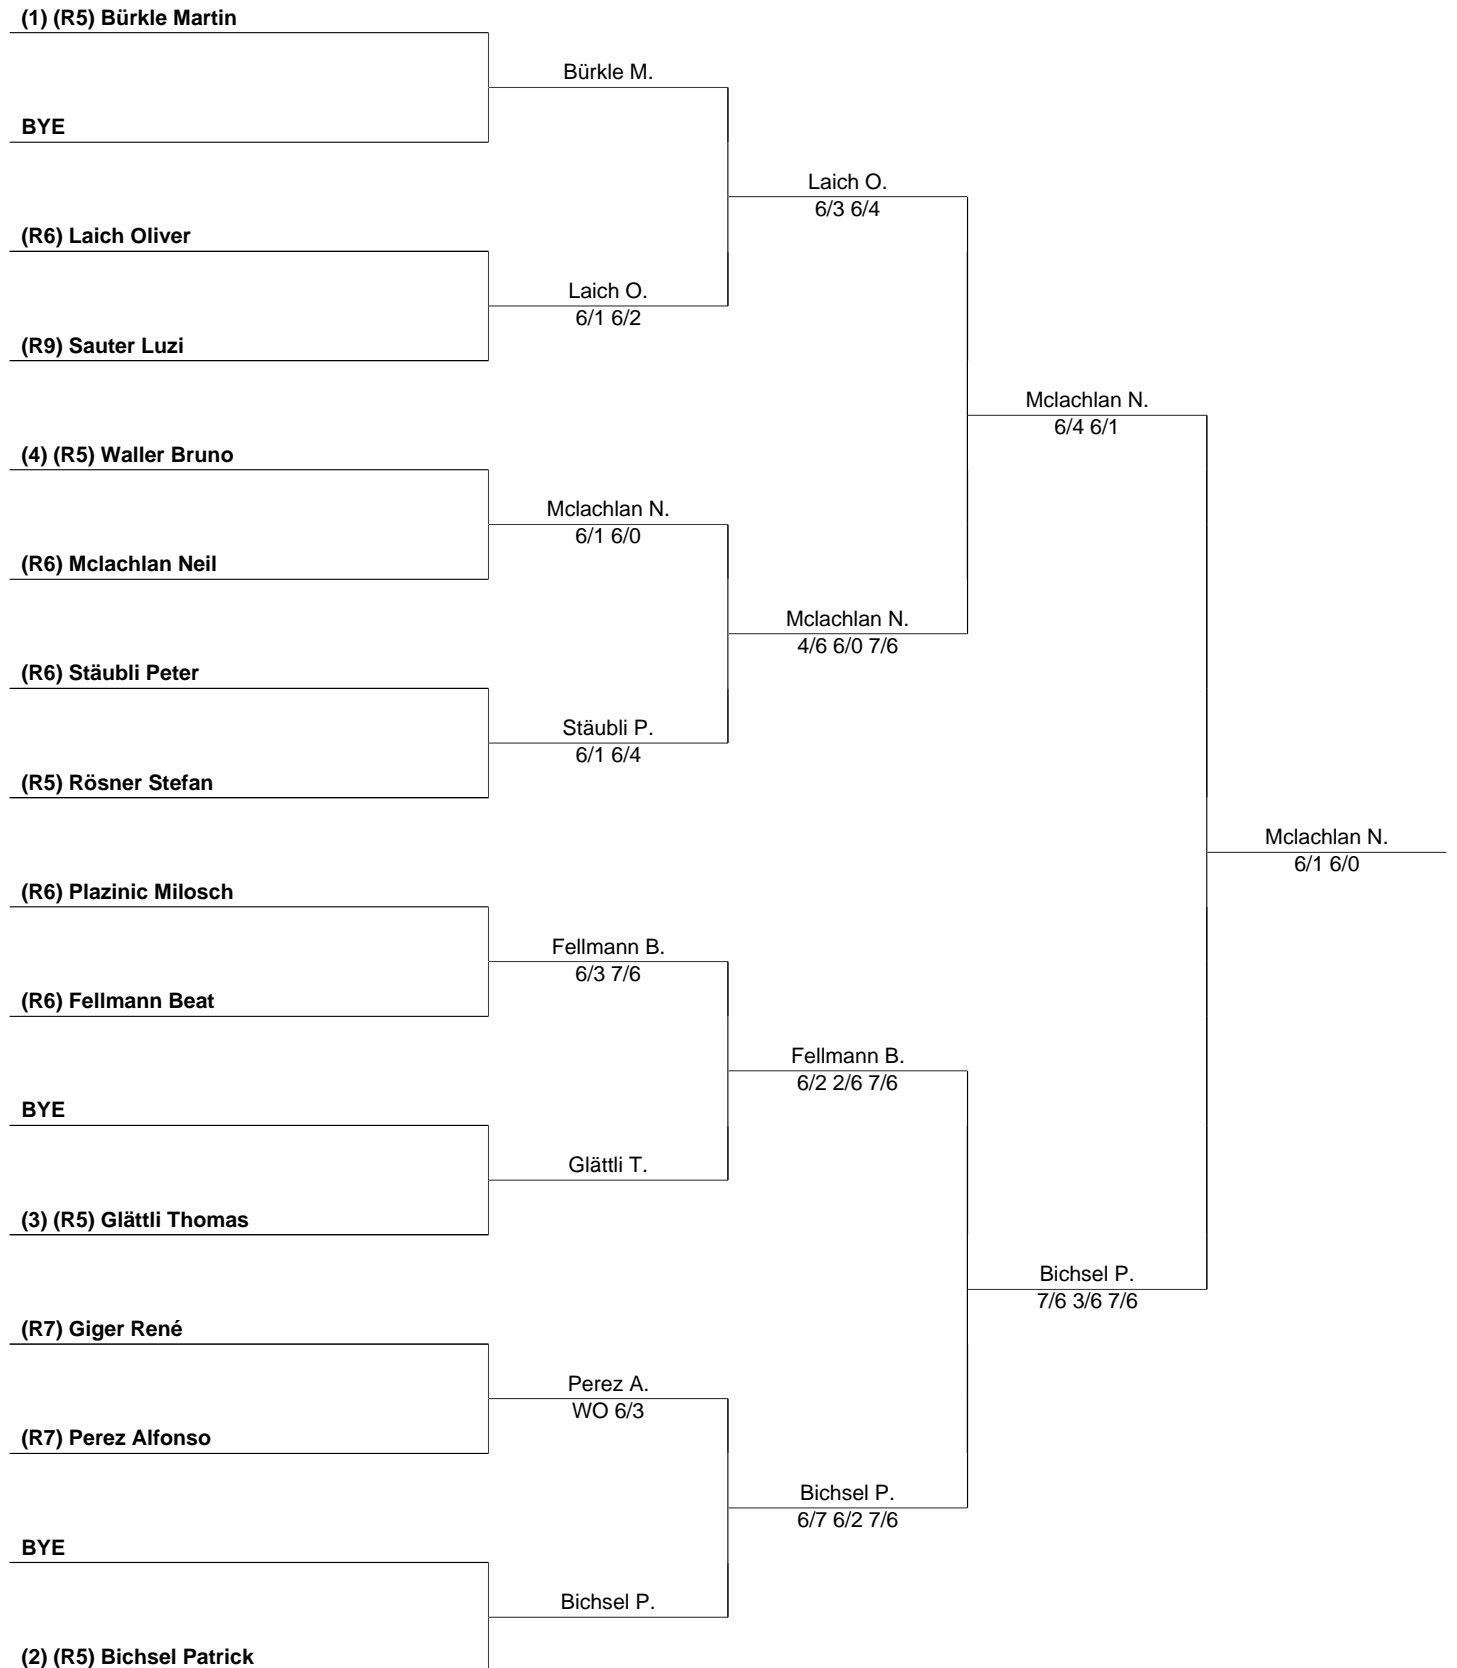 (1) (R5) Bürkle Martin
Bürkle M.
BYE
Laich O.
6/3 6/4
(R6) Laich Oliver
Laich O.
6/1 6/2
(R9) Sauter Luzi
Mclachlan N.
6/4 6/1
(4) (R5) Waller Bruno
Mclachlan N.
6/1 6/0
(R6) Mclachlan Neil
Mclachlan N.
4/6 6/0 7/6
(R6) Stäubli Peter
Stäubli P.
6/1 6/4
(R5) Rösner Stefan
Mclachlan N.
6/1 6/0
(R6) Plazinic Milosch
Fellmann B.
6/3 7/6
(R6) Fellmann Beat
Fellmann B.
6/2 2/6 7/6
BYE
Glättli T.
(3) (R5) Glättli Thomas
Bichsel P.
7/6 3/6 7/6
(R7) Giger René
Perez A.
WO 6/3
(R7) Perez Alfonso
Bichsel P.
6/7 6/2 7/6
BYE
Bichsel P.
(2) (R5) Bichsel Patrick